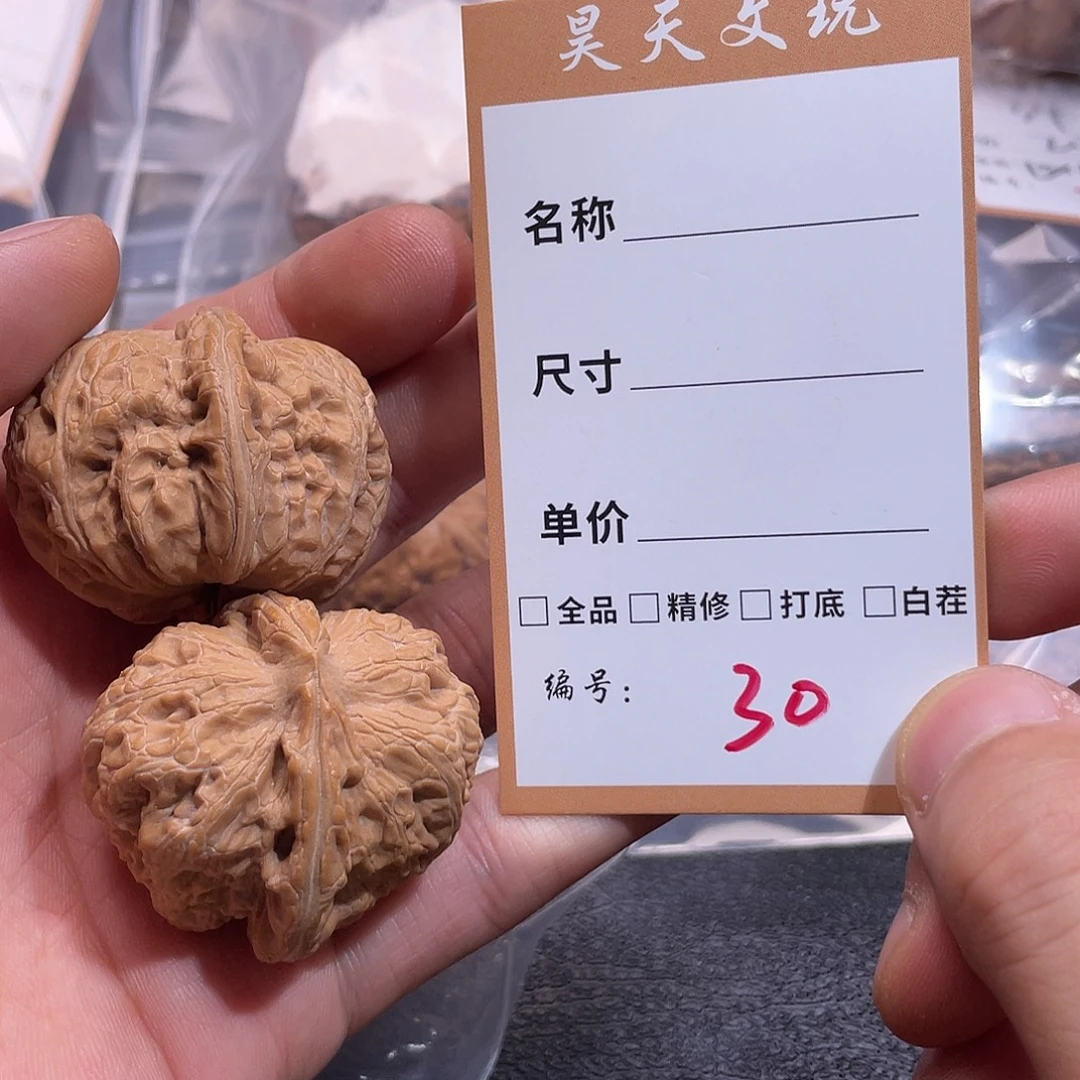 昊天文玩
名称
尺寸
单价
□全品 □精修 □打底 □白茬
编号: 30